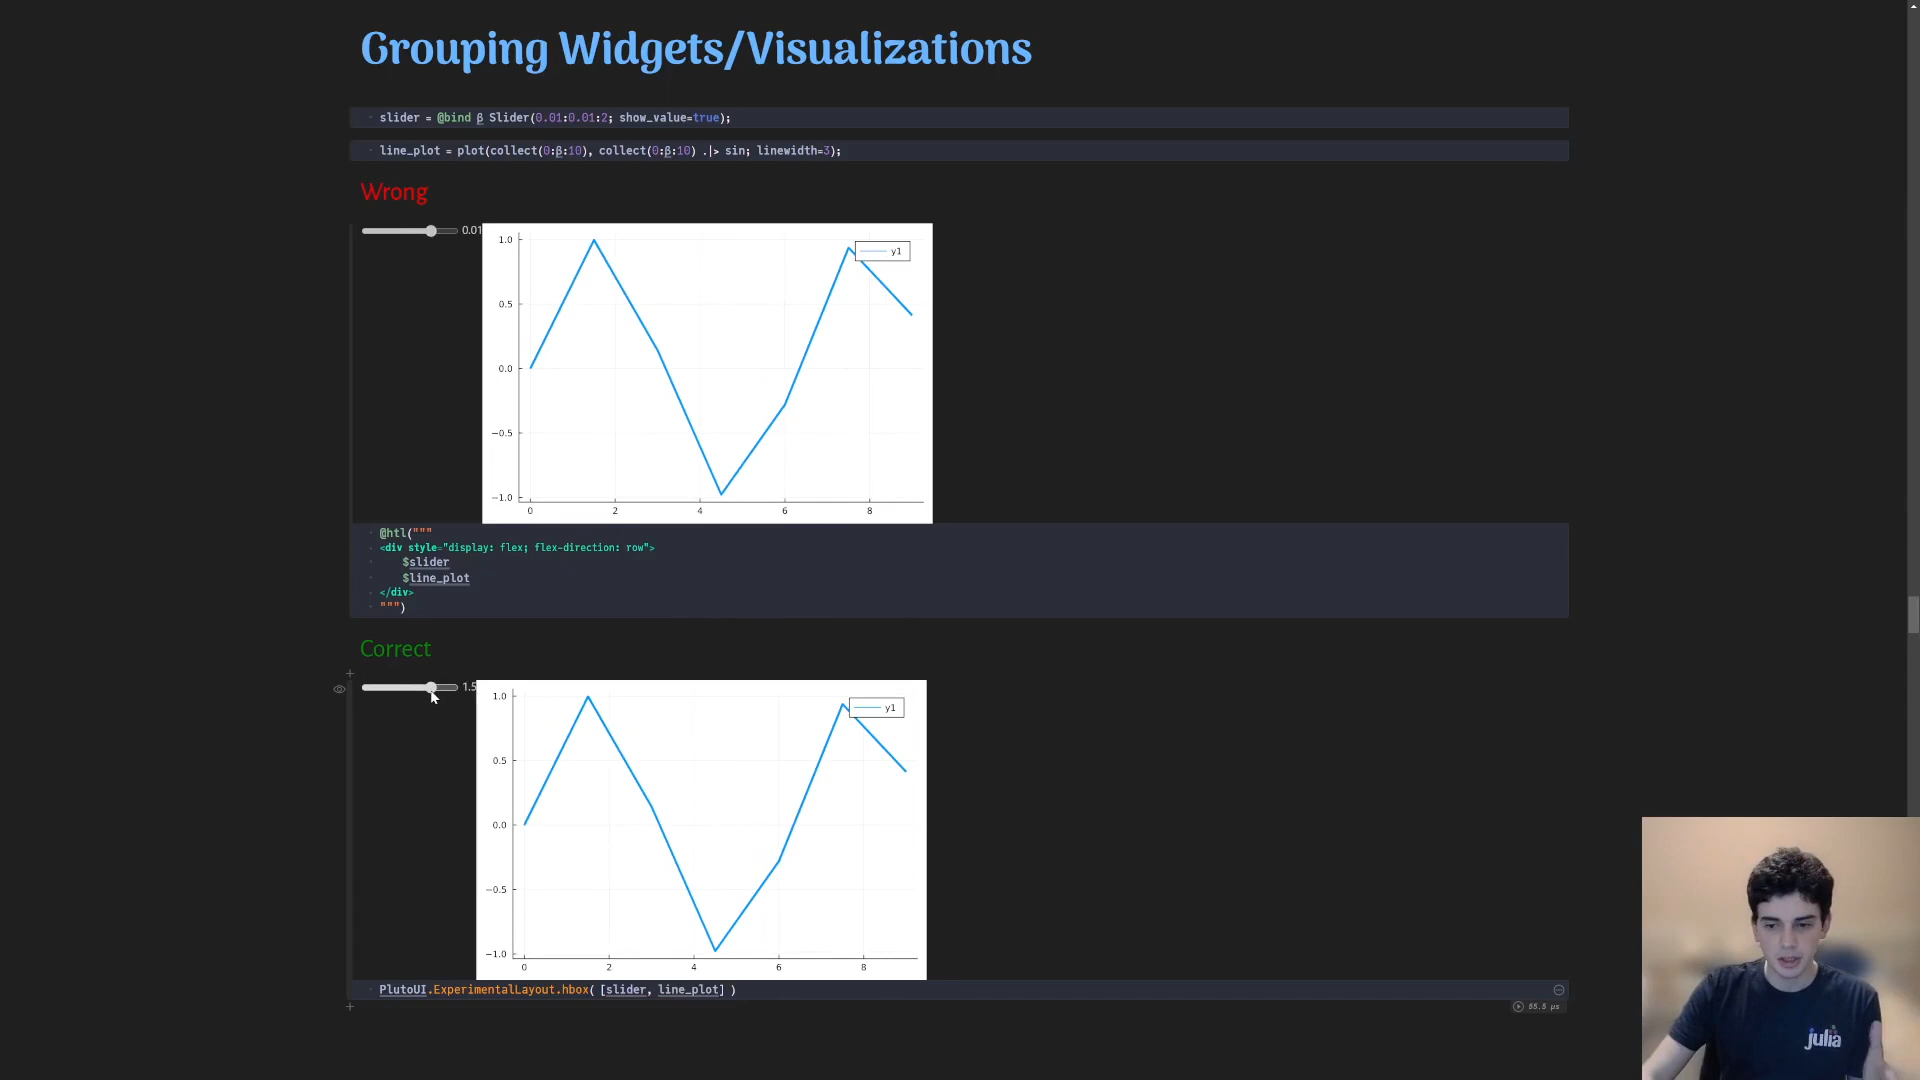 Grouping Widgets/Visualizations
slider = @bind β Slider(0.01:0.01:2; show_value=true);
line_plot = plot(collect(0:β:10), collect(0:β:10) .|> sin; linewidth=3);
Wrong
0.01
1.0
0.5
0.0
−0.5
−1.0
0 2 4 6 8
y1
@htl("""
<div style="display: flex; flex-direction: row">
$slider
$line_plot
</div>
""")
Correct
1.5
1.0
0.5
0.0
−0.5
−1.0
0 2 4 6 8
y1
PlutoUI.ExperimentalLayout.hbox( [slider, line_plot] )
55.5 μs
julia